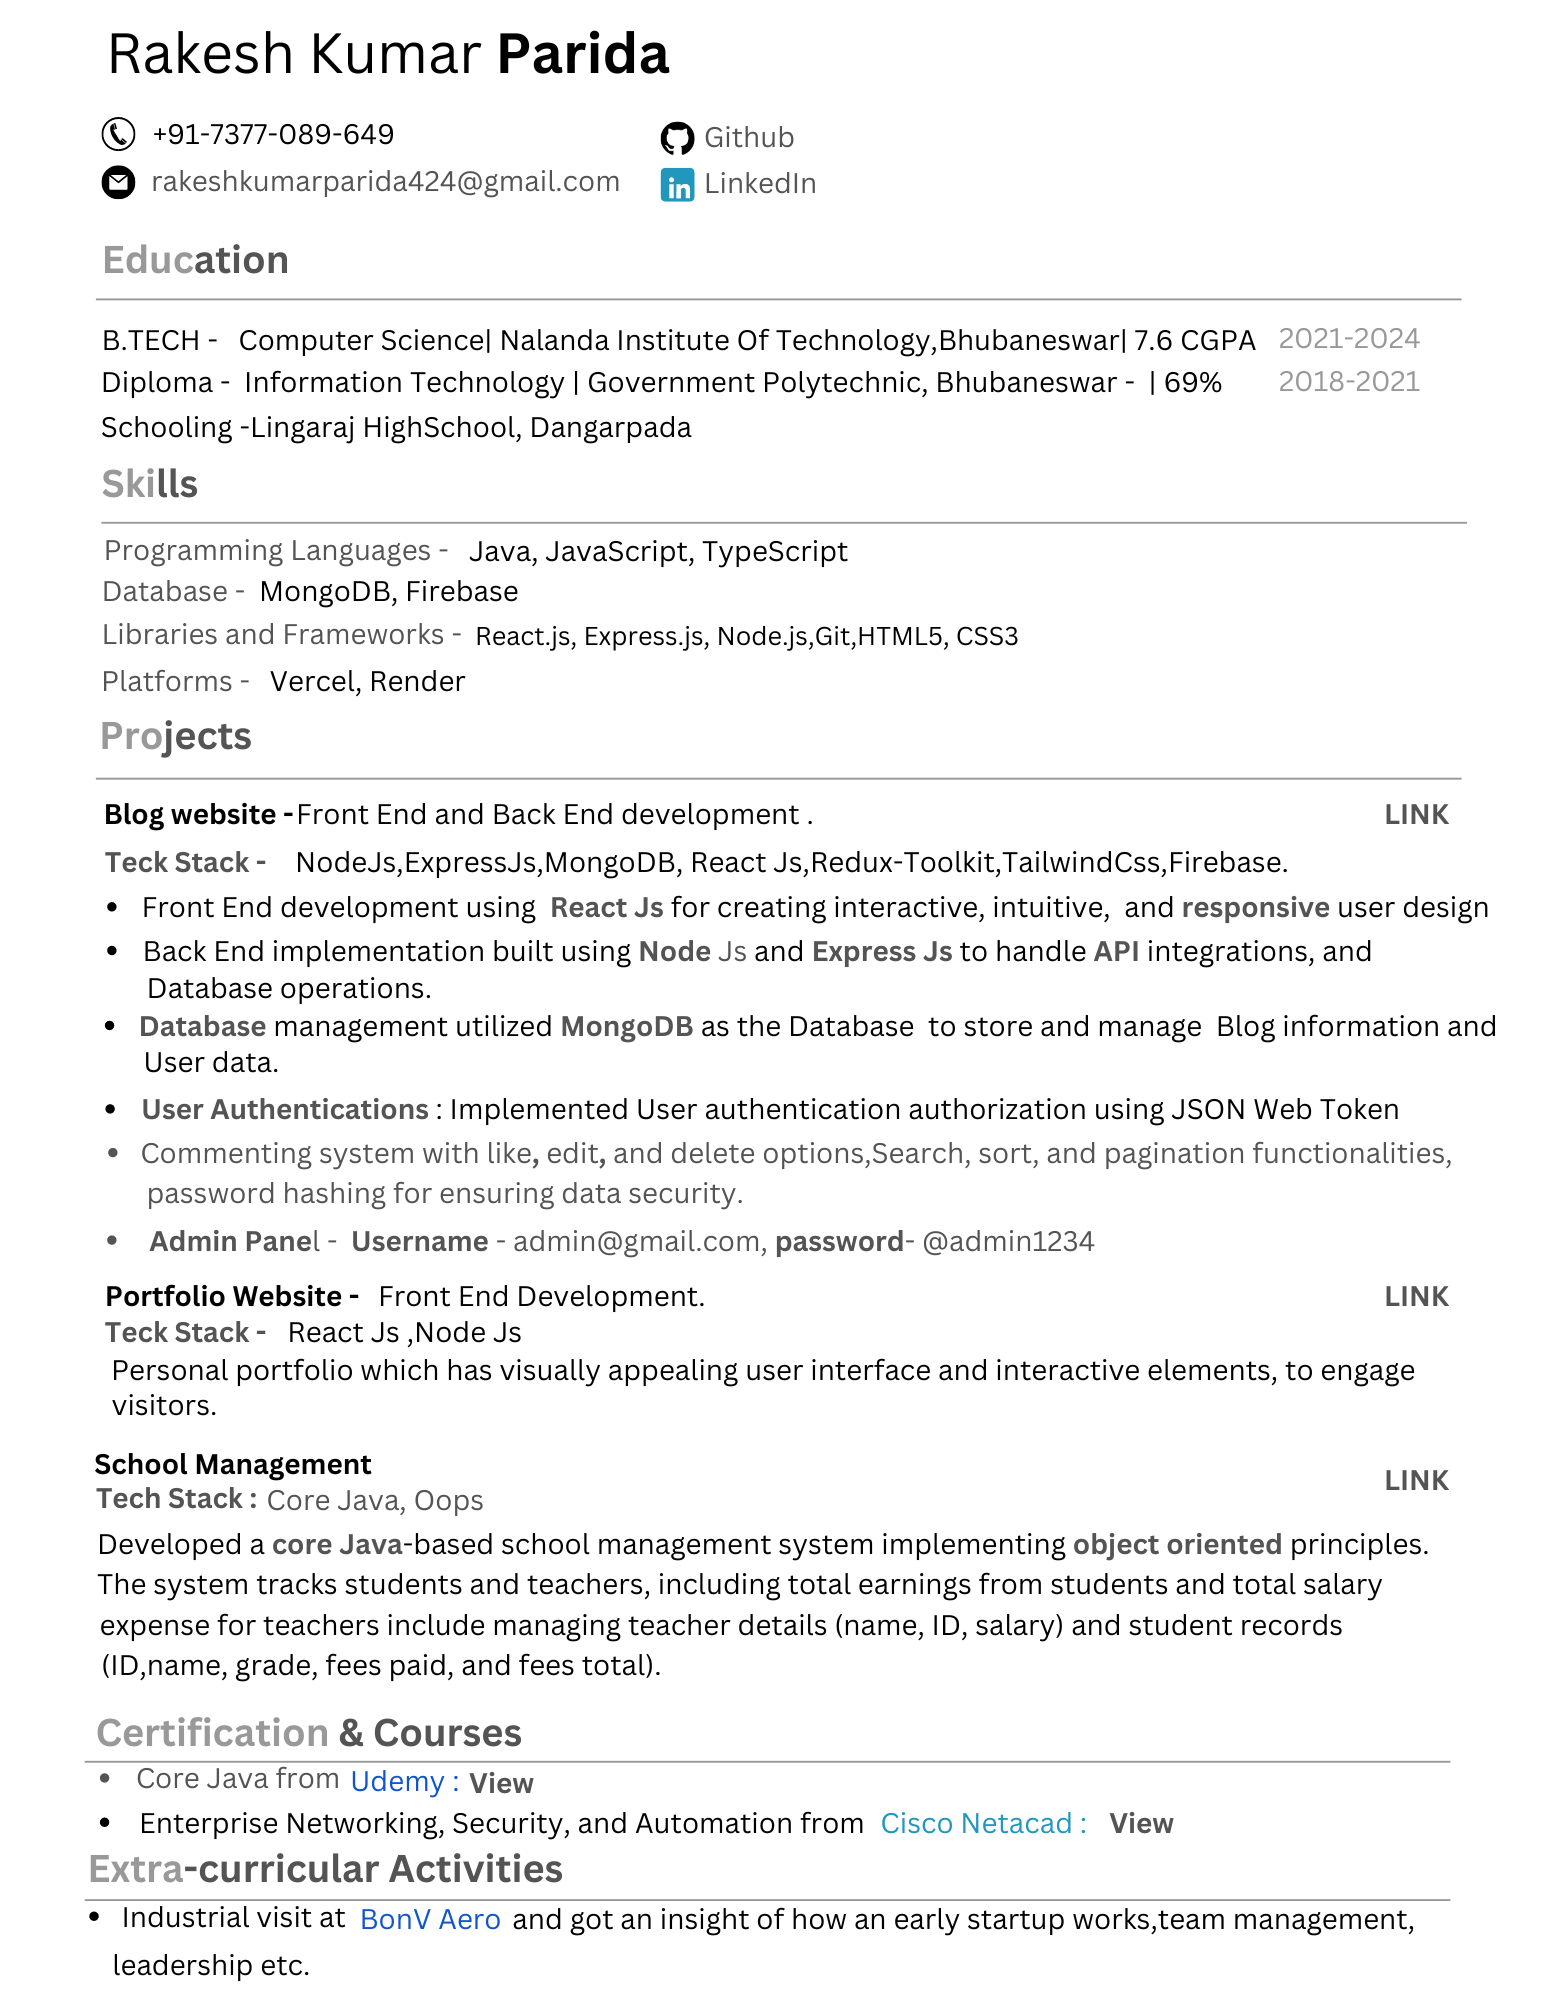 Rakesh Kumar Parida
+91-7377-089-649
Github
rakeshkumarparida424@gmail.com
LinkedIn
Education
B.TECH - Computer Science| Nalanda Institute Of Technology,Bhubaneswar| 7.6 CGPA 2021-2024
Diploma - Information Technology | Government Polytechnic, Bhubaneswar - | 69% 2018-2021
Schooling -Lingaraj HighSchool, Dangarpada
Skills
Programming Languages - Java, JavaScript, TypeScript
Database - MongoDB, Firebase
Libraries and Frameworks - React.js, Express.js, Node.js,Git,HTML5, CSS3
Platforms - Vercel, Render
Projects
Blog website -Front End and Back End development . LINK
Teck Stack - NodeJs,ExpressJs,MongoDB, React Js,Redux-Toolkit,TailwindCss,Firebase.
• Front End development using React Js for creating interactive, intuitive, and responsive user design
• Back End implementation built using Node Js and Express Js to handle API integrations, and
Database operations.
• Database management utilized MongoDB as the Database to store and manage Blog information and
User data.
• User Authentications : Implemented User authentication authorization using JSON Web Token
• Commenting system with like, edit, and delete options,Search, sort, and pagination functionalities,
password hashing for ensuring data security.
• Admin Panel - Username - admin@gmail.com, password- @admin1234
Portfolio Website - Front End Development. LINK
Teck Stack - React Js ,Node Js
Personal portfolio which has visually appealing user interface and interactive elements, to engage
visitors.
School Management
LINK
Tech Stack : Core Java, Oops
Developed a core Java-based school management system implementing object oriented principles.
The system tracks students and teachers, including total earnings from students and total salary
expense for teachers include managing teacher details (name, ID, salary) and student records
(ID,name, grade, fees paid, and fees total).
Certification & Courses
• Core Java from Udemy : View
• Enterprise Networking, Security, and Automation from Cisco Netacad : View
Extra-curricular Activities
• Industrial visit at BonV Aero and got an insight of how an early startup works,team management,
leadership etc.